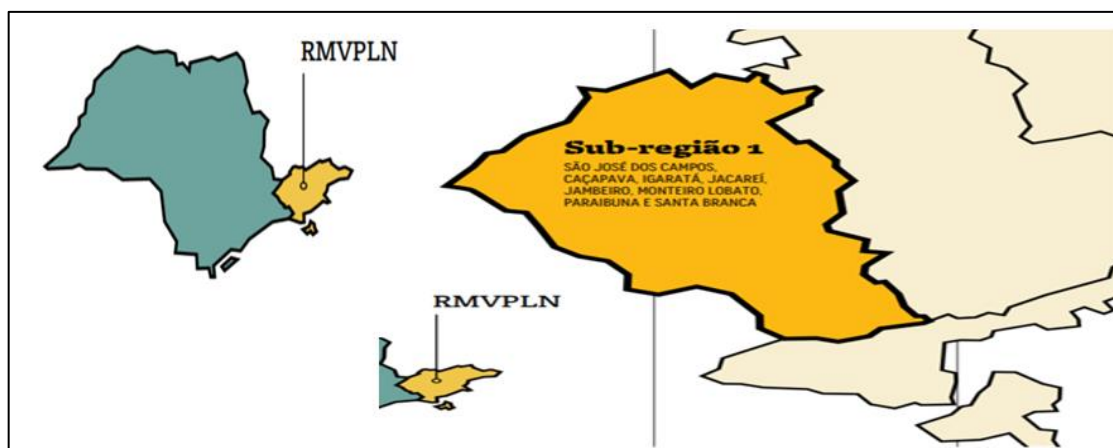 RMVPLN
Sub-região 1
SÃO JOSÉ DOS CAMPOS,
CAÇAPAVA, IGARATÁ, JACAREÍ,
JAMBEIRO, MONTEIRO LOBATO,
PARAIBUNA E SANTA BRANCA
RMVPLN